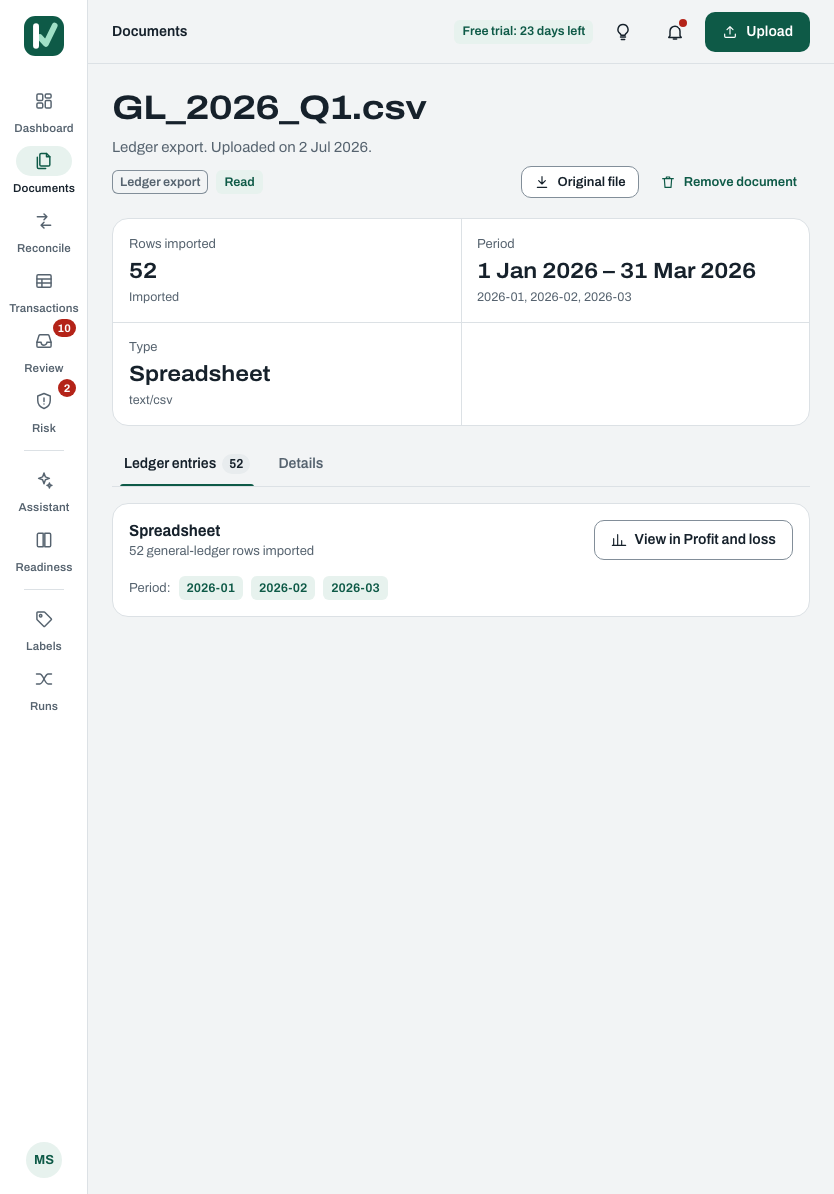 Documents
Free trial: 23 days left
Upload
Dashboard
Documents
Reconcile
Transactions
10
Review
2
Risk
Assistant
Readiness
Labels
Runs
MS
GL_2026_Q1.csv
Ledger export. Uploaded on 2 Jul 2026.
Ledger export Read
Original file
Remove document
Rows imported
52
Imported
Period
1 Jan 2026 – 31 Mar 2026
2026-01, 2026-02, 2026-03
Type
Spreadsheet
text/csv
Ledger entries 52
Details
Spreadsheet
52 general-ledger rows imported
View in Profit and loss
Period: 2026-01 2026-02 2026-03